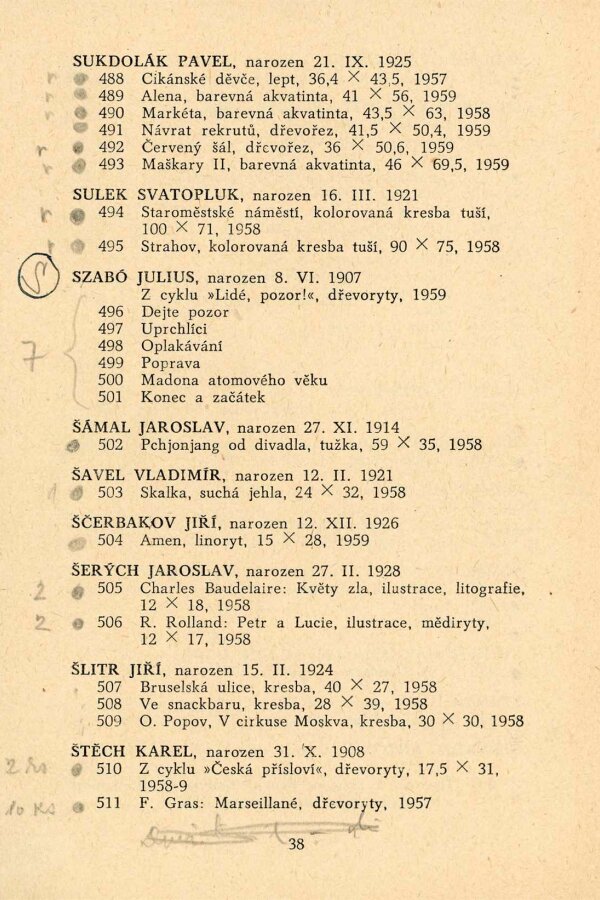 SUKDOLÁK PAVEL, narozen 21. IX. 1925
r 488 Cikánské děvče, lept, 36,4 × 43,5, 1957
r 489 Alena, barevná akvatinta, 41 × 56, 1959
r 490 Markéta, barevná akvatinta, 43,5 × 63, 1958
491 Návrat rekrutů, dřevořez, 41,5 × 50,4, 1959
r 492 Červený šál, dřevořez, 36 × 50,6, 1959
r 493 Maškary II, barevná akvatinta, 46 × 69,5, 1959
SULEK SVATOPLUK, narozen 16. III. 1921
r 494 Staroměstské náměstí, kolorovaná kresba tuší,
100 × 71, 1958
r 495 Strahov, kolorovaná kresba tuší, 90 × 75, 1958
SZABÓ JULIUS, narozen 8. VI. 1907
Z cyklu »Lidé, pozor!«, dřevoryty, 1959
496 Dejte pozor
497 Uprchlíci
7 498 Oplakávání
499 Poprava
500 Madona atomového věku
501 Konec a začátek
ŠÁMAL JAROSLAV, narozen 27. XI. 1914
502 Pchjonjang od divadla, tužka, 59 × 35, 1958
ŠAVEL VLADIMÍR, narozen 12. II. 1921
503 Skalka, suchá jehla, 24 × 32, 1958
ŠČERBAKOV JIŘÍ, narozen 12. XII. 1926
504 Amen, linoryt, 15 × 28, 1959
ŠERÝCH JAROSLAV, narozen 27. II. 1928
2 505 Charles Baudelaire: Květy zla, ilustrace, litografie,
12 × 18, 1958
2 506 R. Rolland: Petr a Lucie, ilustrace, mědiryty,
12 × 17, 1958
ŠLITR JIŘÍ, narozen 15. II. 1924
507 Bruselská ulice, kresba, 40 × 27, 1958
508 Ve snackbaru, kresba, 28 × 39, 1958
509 O. Popov, V cirkuse Moskva, kresba, 30 × 30, 1958
ŠTĚCH KAREL, narozen 31. X. 1908
2 ks 510 Z cyklu »Česká přísloví«, dřevoryty, 17,5 × 31,
1958-9
10 ks 511 F. Gras: Marseillané, dřevoryty, 1957
38